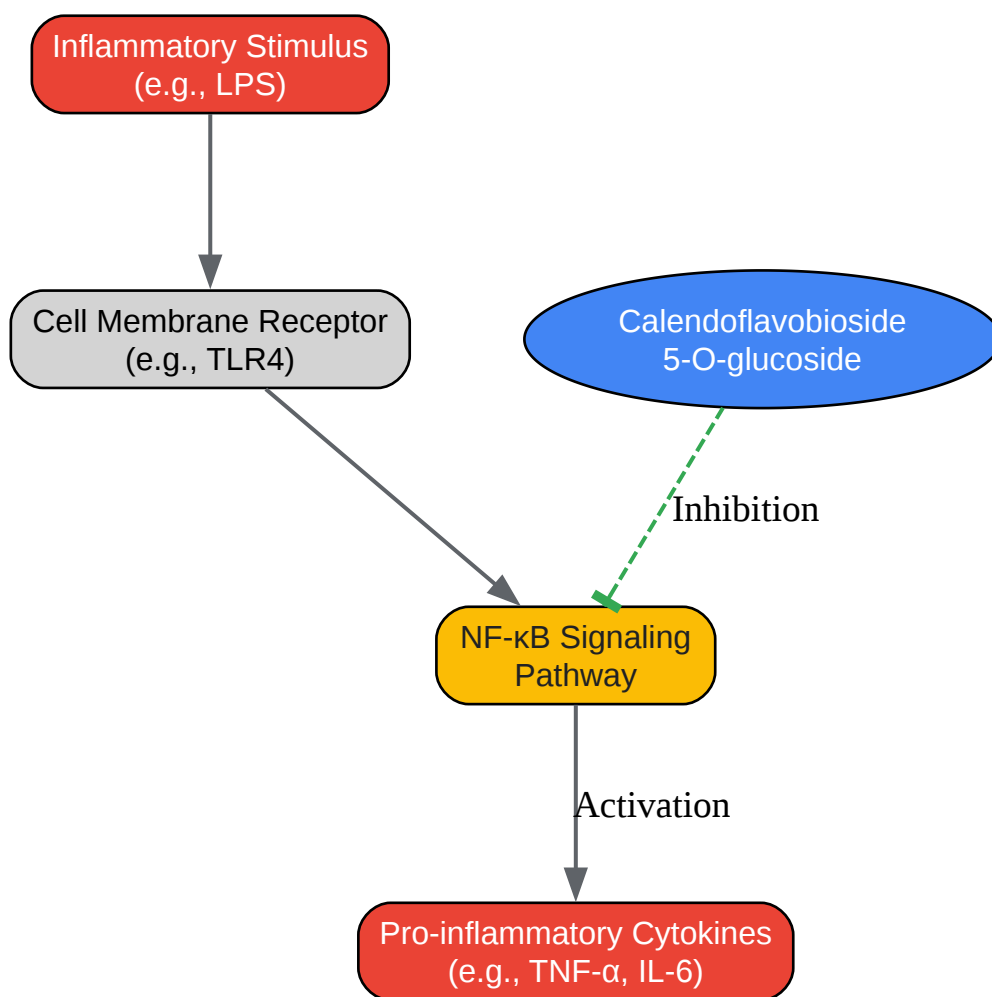 Inflammatory Stimulus
(e.g., LPS)
Cell Membrane Receptor
(e.g., TLR4)
Calendoflavobioside
5-O-glucoside
Inhibition
NF-κB Signaling
Pathway
Activation
Pro-inflammatory Cytokines
(e.g., TNF-α, IL-6)